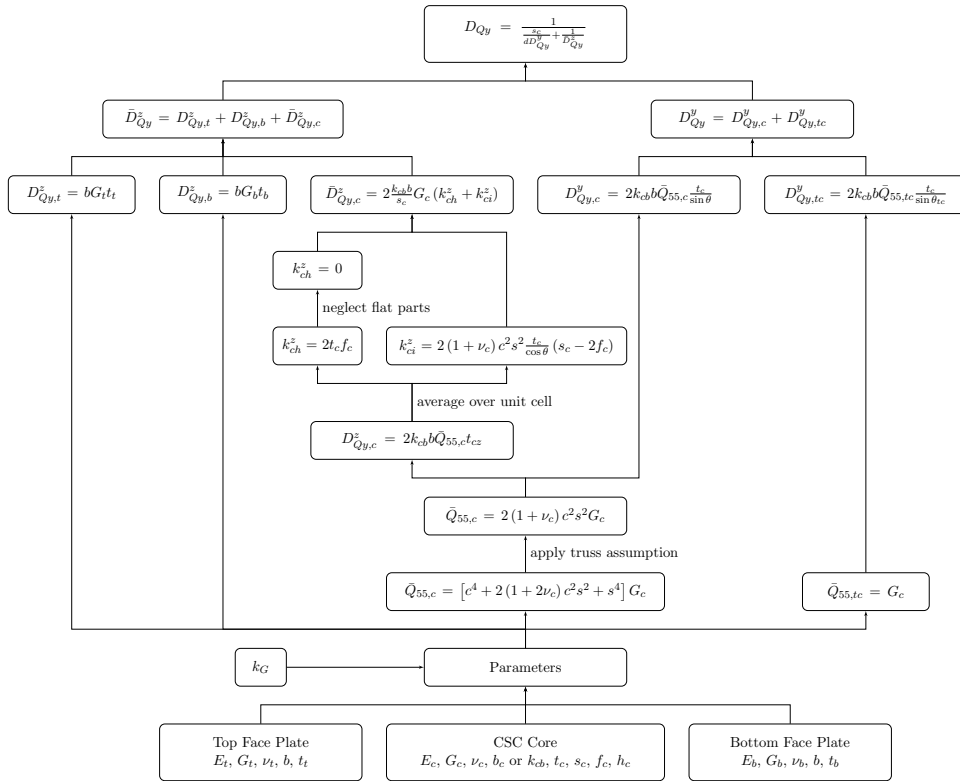 D_{Qy} = \frac{1}{\frac{s_c}{dD^y_{Qy}} + \frac{1}{\bar{D}^z_{Qy}}}
\bar{D}^z_{Qy} = D^z_{Qy,t} + D^z_{Qy,b} + \bar{D}^z_{Qy,c}
D^y_{Qy} = D^y_{Qy,c} + D^y_{Qy,tc}
D^z_{Qy,t} = bG_t t_t
D^z_{Qy,b} = bG_b t_b
\bar{D}^z_{Qy,c} = 2\frac{k_{cb}b}{s_c} G_c (k^z_{ch} + k^z_{ci})
D^y_{Qy,c} = 2k_{cb}b\bar{Q}_{55,c}\frac{t_c}{\sin\theta}
D^y_{Qy,tc} = 2k_{cb}b\bar{Q}_{55,tc}\frac{t_c}{\sin\theta_{tc}}
k^z_{ch} = 0
neglect flat parts
k^z_{ch} = 2t_c f_c
k^z_{ci} = 2 (1 + ν_c) c^2 s^2 \frac{t_c}{\cos\theta} (s_c − 2f_c)
average over unit cell
D^z_{Qy,c} = 2k_{cb}b\bar{Q}_{55,c}t_{cz}
\bar{Q}_{55,c} = 2 (1 + ν_c) c^2 s^2 G_c
apply truss assumption
\bar{Q}_{55,c} = [c^4 + 2 (1 + 2ν_c) c^2 s^2 + s^4] G_c
\bar{Q}_{55,tc} = G_c
k_G
Parameters
Top Face Plate
E_t, G_t, ν_t, b, t_t
CSC Core
E_c, G_c, ν_c, b_c or k_{cb}, t_c, s_c, f_c, h_c
Bottom Face Plate
E_b, G_b, ν_b, b, t_b